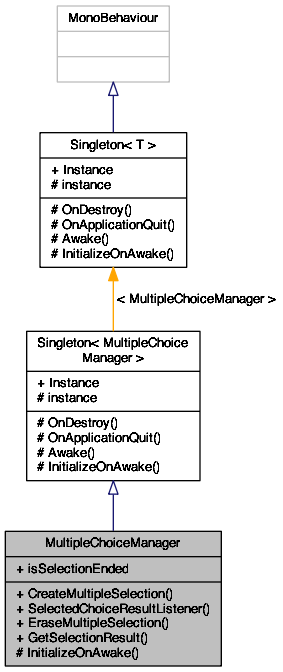 MonoBehaviour
Singleton< T >
+ Instance
# instance
# OnDestroy()
# OnApplicationQuit()
# Awake()
# InitializeOnAwake()
< MultipleChoiceManager >
Singleton< MultipleChoice
Manager >
+ Instance
# instance
# OnDestroy()
# OnApplicationQuit()
# Awake()
# InitializeOnAwake()
MultipleChoiceManager
+ isSelectionEnded
+ CreateMultipleSelection()
+ SelectedChoiceResultListener()
+ EraseMultipleSelection()
+ GetSelectionResult()
# InitializeOnAwake()